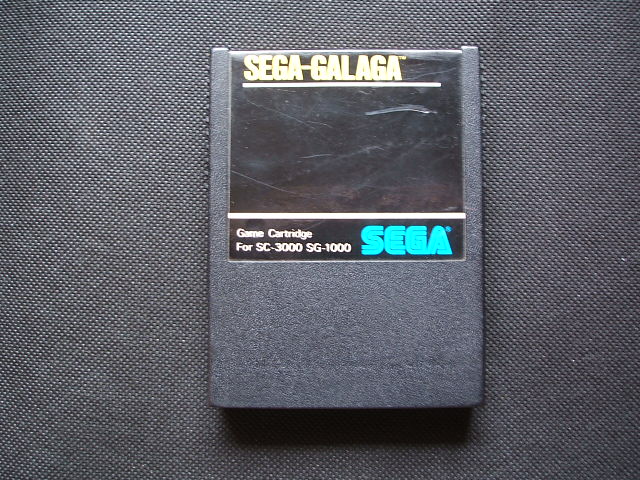 SEGA-GALAGA™
Game Cartridge
For SC-3000 SG-1000
SEGA®